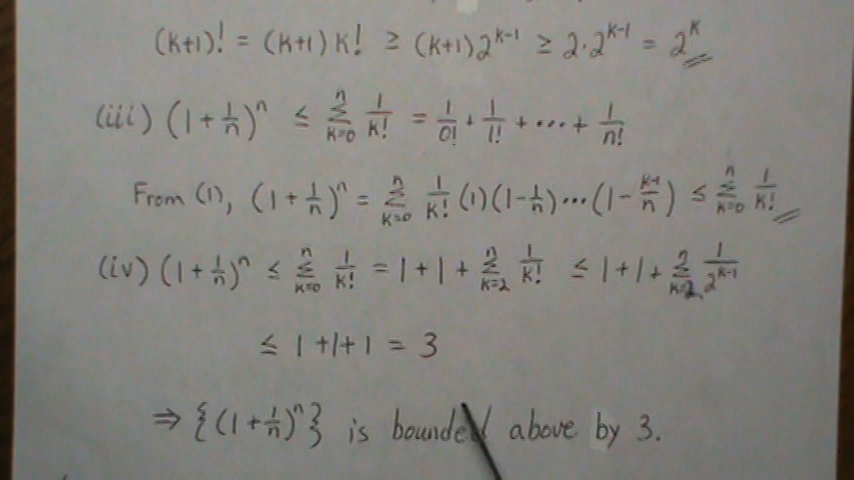 (k+1)! = (k+1) k! ≥ (k+1) 2^{k-1} ≥ 2·2^{k-1} = 2^k
(iii) (1 + 1/n)^n ≤ Σ_{k=0}^{n} 1/k! = 1/0! + 1/1! + ··· + 1/n!
From (1), (1 + 1/n)^n = Σ_{k=0}^{n} 1/k! (1)(1 - 1/n)···(1 - (k-1)/n) ≤ Σ_{k=0}^{n} 1/k!
(iv) (1 + 1/n)^n ≤ Σ_{k=0}^{n} 1/k! = 1 + 1 + Σ_{k=2}^{n} 1/k! ≤ 1 + 1 + Σ_{k=2}^{n} 1/2^{k-1}
≤ 1 + 1 + 1 = 3
⇒ {(1 + 1/n)^n} is bounded above by 3.